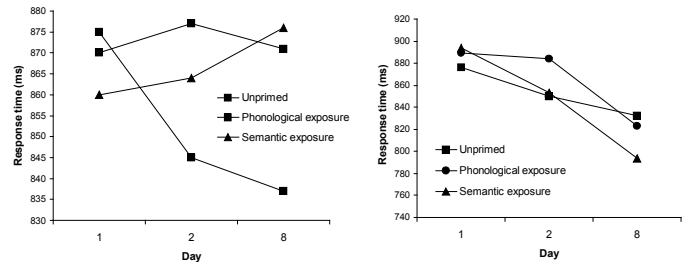 Response time (ms)
880
875
870
865
860
855
850
845
840
835
830
Unprimed
Phonological exposure
Semantic exposure
1 2 8
Day
Response time (ms)
920
900
880
860
840
820
800
780
760
740
Unprimed
Phonological exposure
Semantic exposure
1 2 8
Day